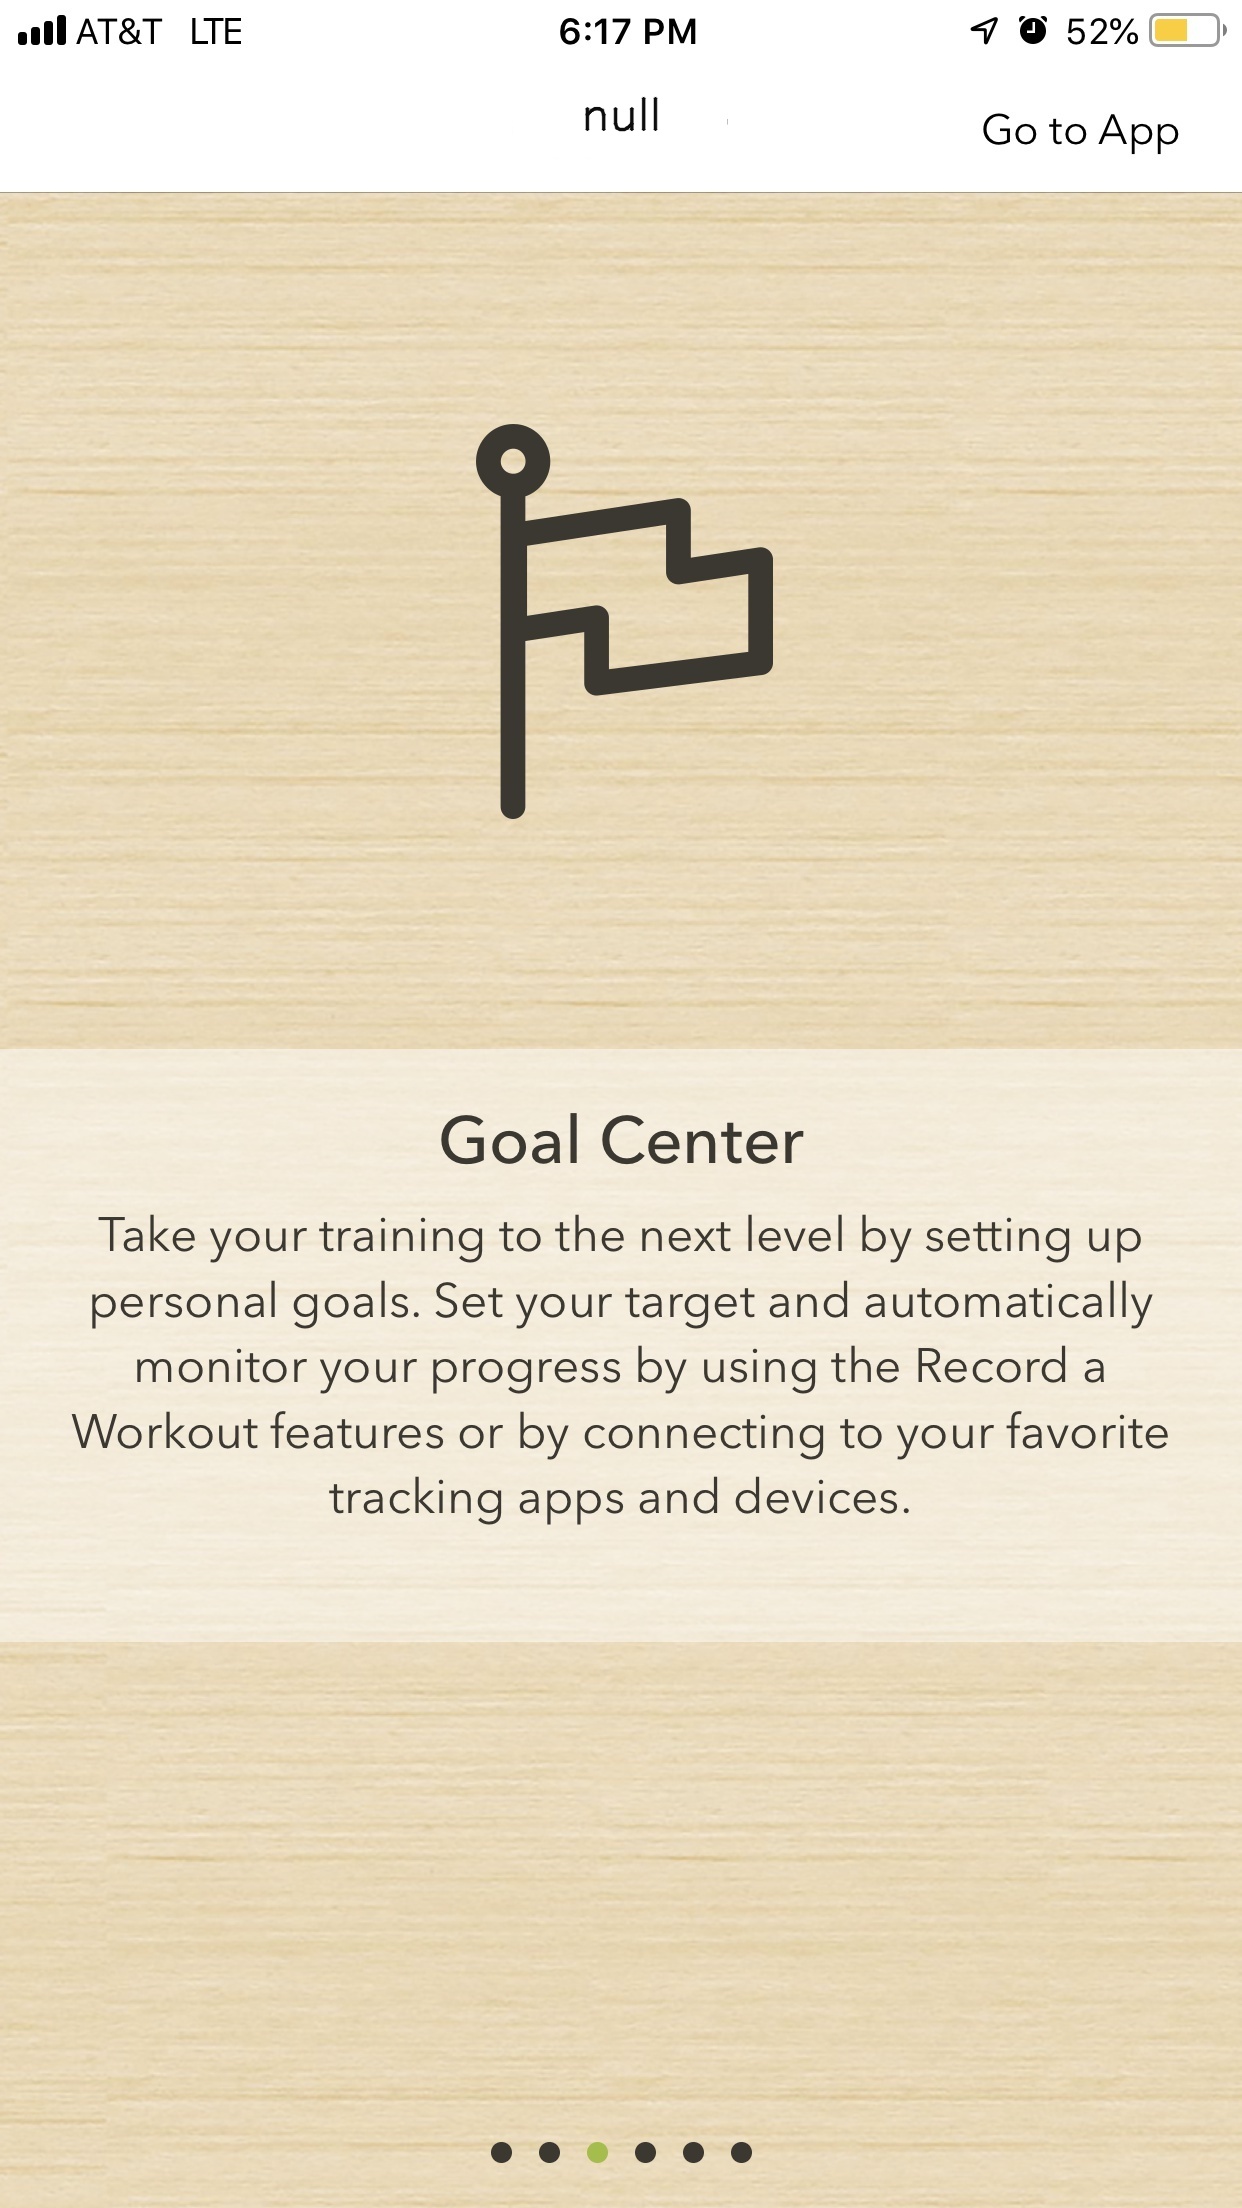 AT&T LTE 6:17 PM 52%
null
Go to App
Goal Center
Take your training to the next level by setting up
personal goals. Set your target and automatically
monitor your progress by using the Record a
Workout features or by connecting to your favorite
tracking apps and devices.